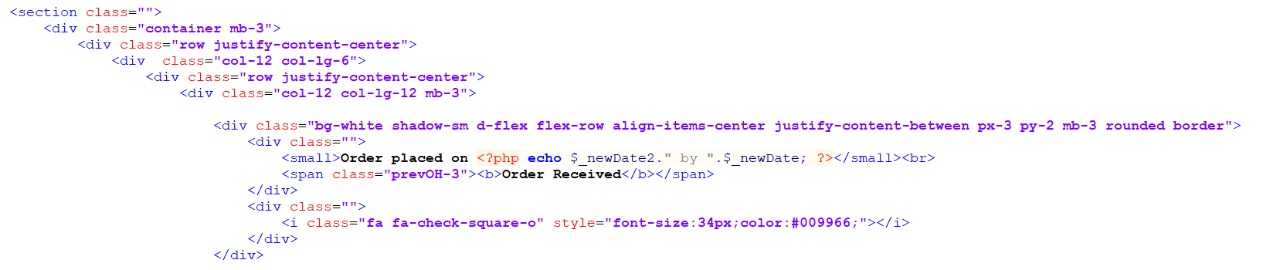 <section class="">
<div class="container mb-3">
<div class="row justify-content-center">
<div  class="col-12 col-lg-6">
<div class="row justify-content-center">
<div class="col-12 col-lg-12 mb-3">
<div class="bg-white shadow-sm d-flex flex-row align-items-center justify-content-between px-3 py-2 mb-3 rounded border">
<div class="">
<small>Order placed on <?php echo $_newDate2." by ".$_newDate; ?></small><br>
<span class="prevOH-3"><b>Order Received</b></span>
</div>
<div class="">
<i class="fa fa-check-square-o" style="font-size:34px;color:#009966;"></i>
</div>
</div>